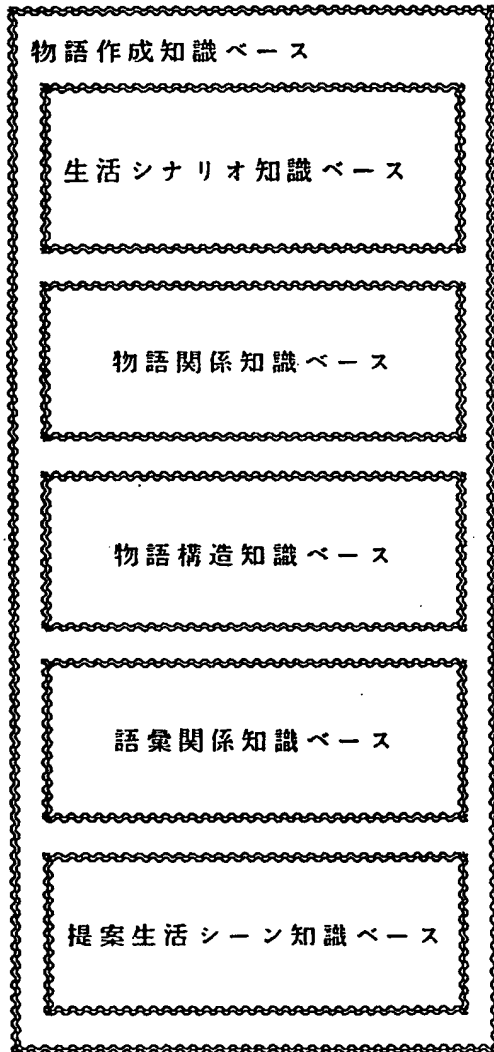 物語作成知識ベース
生活シナリオ知識ベース
物語関係知識ベース
物語構造知識ベース
語彙関係知識ベース
提案生活シーン知識ベース